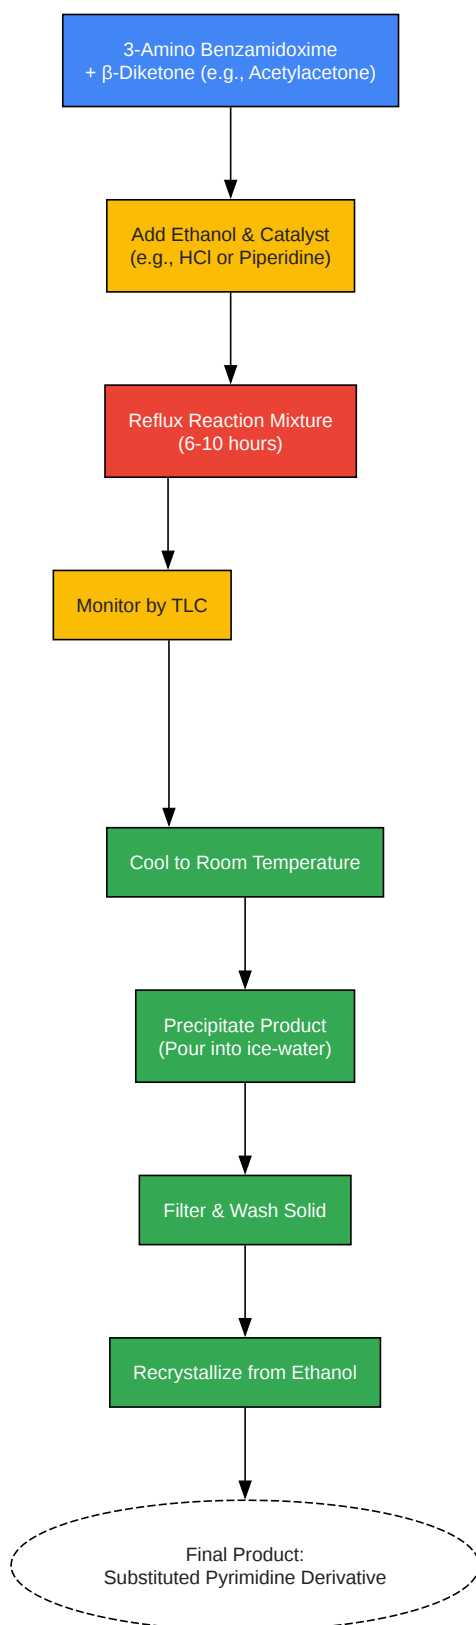 3-Amino Benzamidoxime
+ β-Diketone (e.g., Acetylacetone)
Add Ethanol & Catalyst
(e.g., HCl or Piperidine)
Reflux Reaction Mixture
(6-10 hours)
Monitor by TLC
Cool to Room Temperature
Precipitate Product
(Pour into ice-water)
Filter & Wash Solid
Recrystallize from Ethanol
Final Product:
Substituted Pyrimidine Derivative